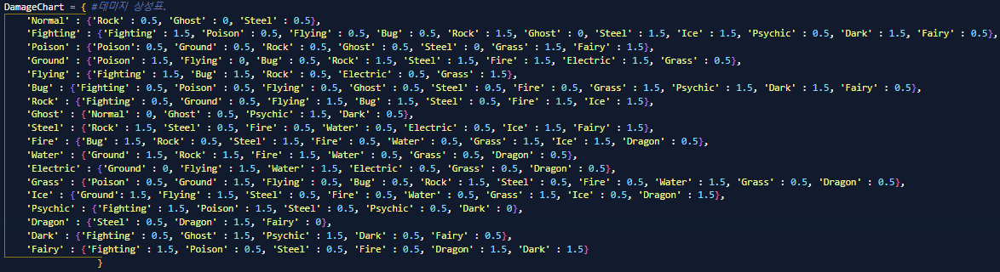 DamageChart = { #데미지 상성표.
'Normal' : {'Rock' : 0.5, 'Ghost' : 0, 'Steel' : 0.5},
'Fighting' : {'Fighting' : 1.5, 'Poison' : 0.5, 'Flying' : 0.5, 'Bug' : 0.5, 'Rock' : 1.5, 'Ghost' : 0, 'Steel' : 1.5, 'Ice' : 1.5, 'Psychic' : 0.5, 'Dark' : 1.5, 'Fairy' : 0.5},
'Poison' : {'Poison': 0.5, 'Ground' : 0.5, 'Rock' : 0.5, 'Ghost' : 0.5, 'Steel' : 0, 'Grass' : 1.5, 'Fairy' : 1.5},
'Ground' : {'Poison' : 1.5, 'Flying' : 0, 'Bug' : 0.5, 'Rock' : 1.5, 'Steel' : 1.5, 'Fire' : 1.5, 'Electric' : 1.5, 'Grass' : 0.5},
'Flying' : {'Fighting' : 1.5, 'Bug' : 1.5, 'Rock' : 0.5, 'Electric' : 0.5, 'Grass' : 1.5},
'Bug' : {'Fighting' : 0.5, 'Poison' : 0.5, 'Flying' : 0.5, 'Ghost' : 0.5, 'Steel' : 0.5, 'Fire' : 0.5, 'Grass' : 1.5, 'Psychic' : 1.5, 'Dark' : 1.5, 'Fairy' : 0.5},
'Rock' : {'Fighting' : 0.5, 'Ground' : 0.5, 'Flying' : 1.5, 'Bug' : 1.5, 'Steel' : 0.5, 'Fire' : 1.5, 'Ice' : 1.5},
'Ghost' : {'Normal' : 0, 'Ghost' : 0.5, 'Psychic' : 1.5, 'Dark' : 0.5},
'Steel' : {'Rock' : 1.5, 'Steel' : 0.5, 'Fire' : 0.5, 'Water' : 0.5, 'Electric' : 0.5, 'Ice' : 1.5, 'Fairy' : 1.5},
'Fire' : {'Bug' : 1.5, 'Rock' : 0.5, 'Steel' : 1.5, 'Fire' : 0.5, 'Water' : 0.5, 'Grass' : 1.5, 'Ice' : 1.5, 'Dragon' : 0.5},
'Water' : {'Ground' : 1.5, 'Rock' : 1.5, 'Fire' : 1.5, 'Water' : 0.5, 'Grass' : 0.5, 'Dragon' : 0.5},
'Electric' : {'Ground' : 0, 'Flying' : 1.5, 'Water' : 1.5, 'Electric' : 0.5, 'Grass' : 0.5, 'Dragon' : 0.5},
'Grass' : {'Poison' : 0.5, 'Ground' : 1.5, 'Flying' : 0.5, 'Bug' : 0.5, 'Rock' : 1.5, 'Steel' : 0.5, 'Fire' : 0.5, 'Water' : 1.5, 'Grass' : 0.5, 'Dragon' : 0.5},
'Ice' : {'Ground': 1.5, 'Flying' : 1.5, 'Steel' : 0.5, 'Fire' : 0.5, 'Water' : 0.5, 'Grass' : 1.5, 'Ice' : 0.5, 'Dragon' : 1.5},
'Psychic' : {'Fighting' : 1.5, 'Poison' : 1.5, 'Steel' : 0.5, 'Psychic' : 0.5, 'Dark' : 0},
'Dragon' : {'Steel' : 0.5, 'Dragon' : 1.5, 'Fairy' : 0},
'Dark' : {'Fighting' : 0.5, 'Ghost' : 1.5, 'Psychic' : 1.5, 'Dark' : 0.5, 'Fairy' : 0.5},
'Fairy' : {'Fighting' : 1.5, 'Poison' : 0.5, 'Steel' : 0.5, 'Fire' : 0.5, 'Dragon' : 1.5, 'Dark' : 1.5}
}